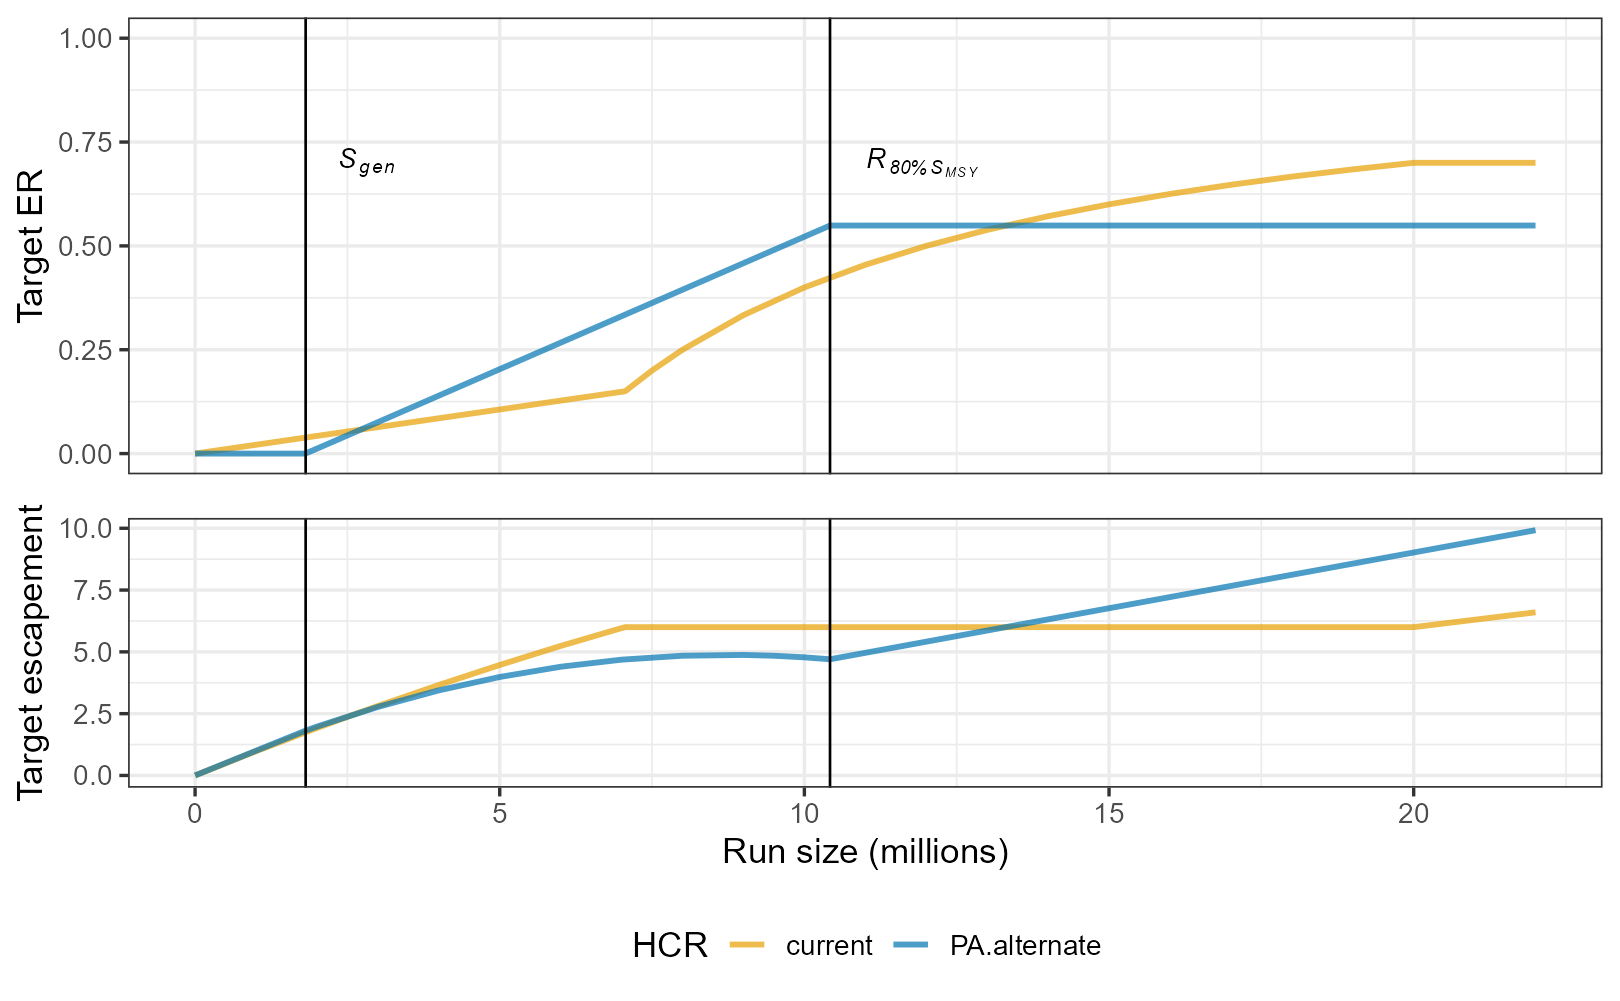 Target ER
1.00
0.75
0.50
0.25
0.00
S gen
R 80% S MSY
Target escapement
10.0
7.5
5.0
2.5
0.0
0 5 10 15 20
Run size (millions)
HCR current PA.alternate